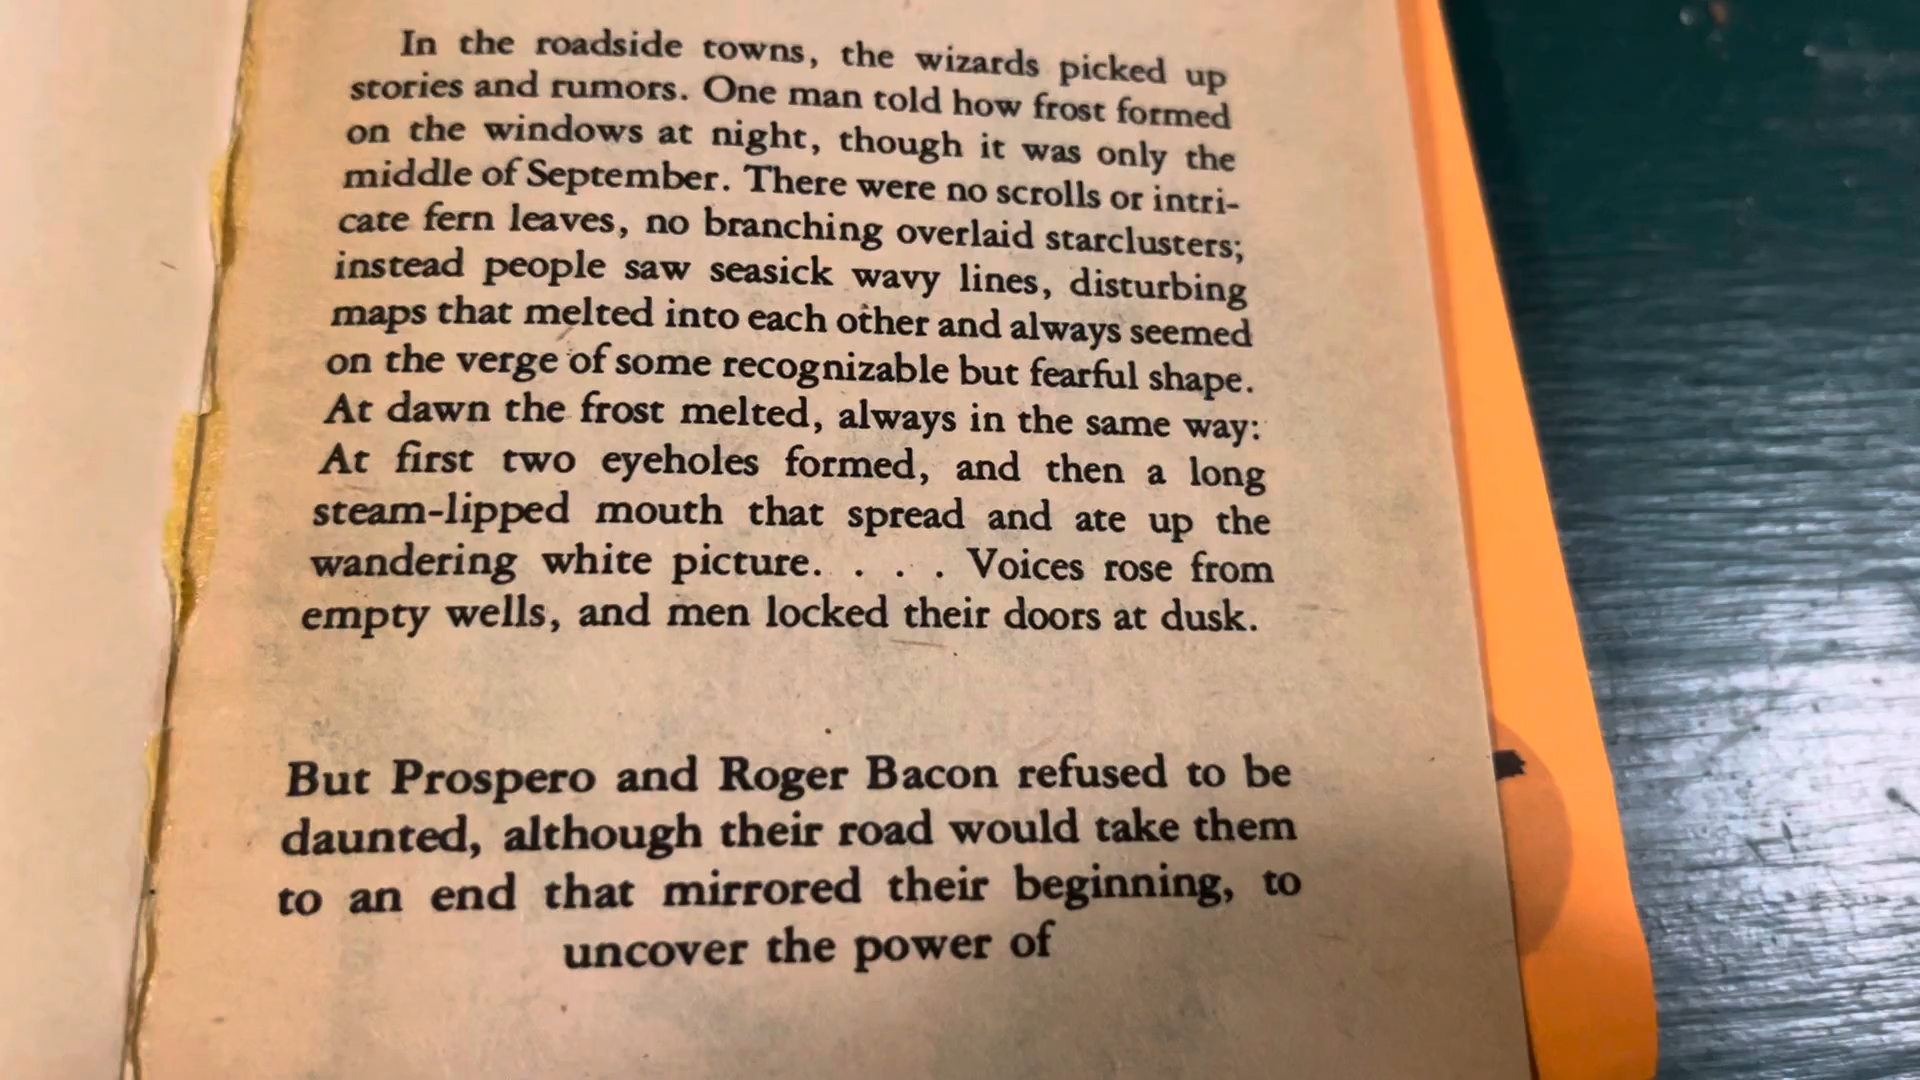 In the roadside towns, the wizards picked up
stories and rumors. One man told how frost formed
on the windows at night, though it was only the
middle of September. There were no scrolls or intri-
cate fern leaves, no branching overlaid starclusters;
instead people saw seasick wavy lines, disturbing
maps that melted into each other and always seemed
on the verge of some recognizable but fearful shape.
At dawn the frost melted, always in the same way:
At first two eyeholes formed, and then a long
steam-lipped mouth that spread and ate up the
wandering white picture. . . . Voices rose from
empty wells, and men locked their doors at dusk.
But Prospero and Roger Bacon refused to be
daunted, although their road would take them
to an end that mirrored their beginning, to
uncover the power of